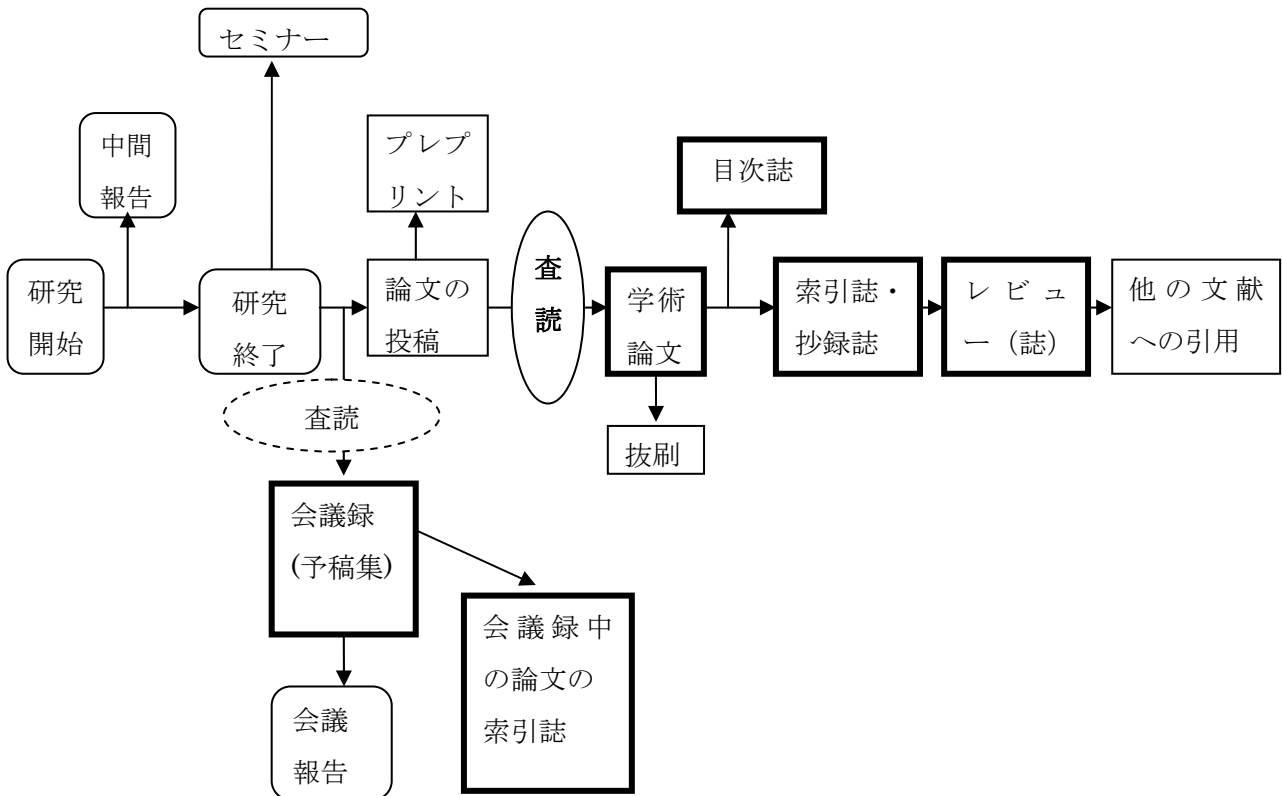 セミナー
中間
報告
プレプ
リント
目次誌
研究
開始
研究
終了
論文の
投稿
査
読
学術
論文
索引誌・
抄録誌
レビュ
ー（誌）
他の文献
への引用
査読
抜刷
会議録
(予稿集)
会議録中
の論文の
索引誌
会議
報告